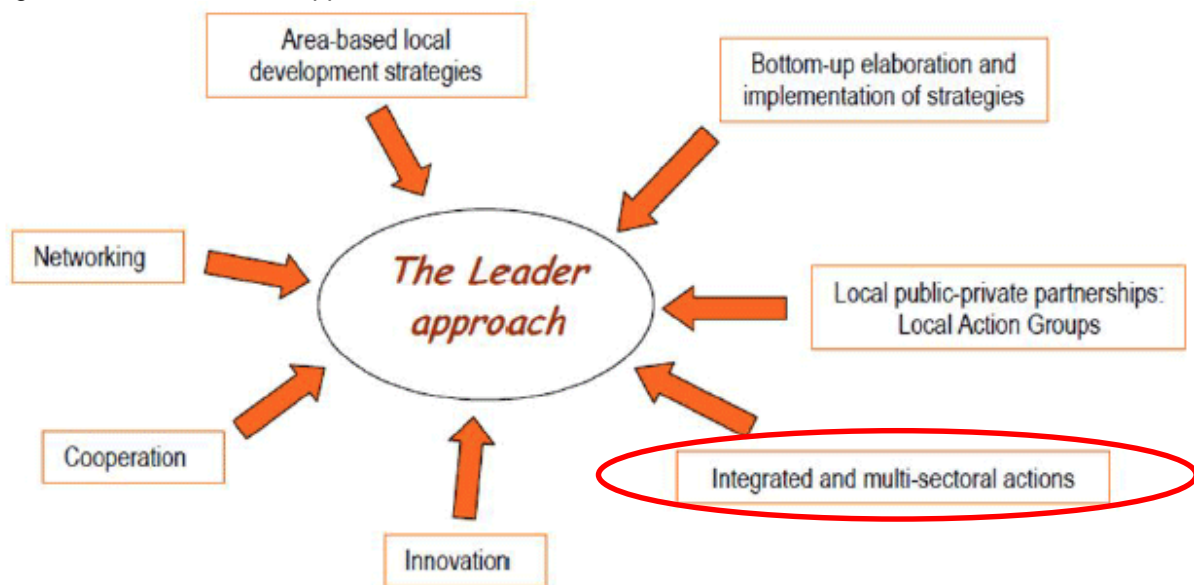 Area-based local
development strategies
Bottom-up elaboration and
implementation of strategies
Networking
The Leader
approach
Local public-private partnerships:
Local Action Groups
Cooperation
Integrated and multi-sectoral actions
Innovation